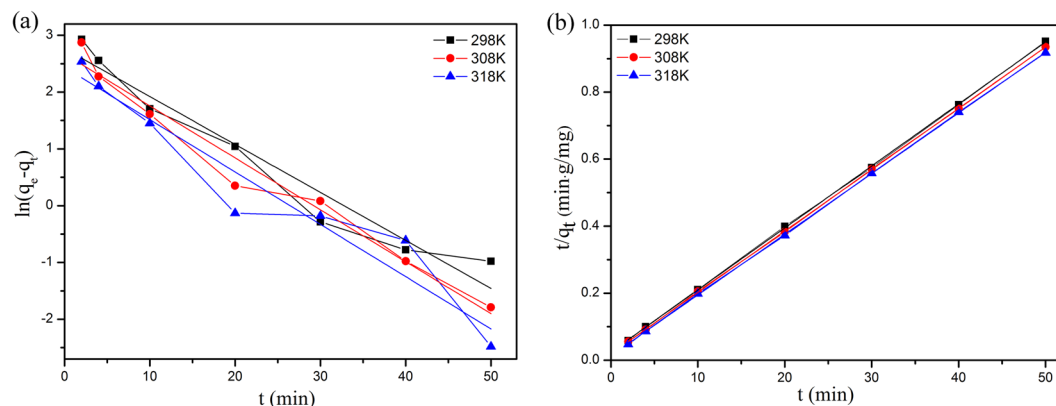 (a)
3
2
1
0
-1
-2
ln(qe-qt)
298K
308K
318K
0 10 20 30 40 50
t (min)
(b)
1.0
0.8
0.6
0.4
0.2
0.0
t/qt (min·g/mg)
298K
308K
318K
0 10 20 30 40 50
t (min)